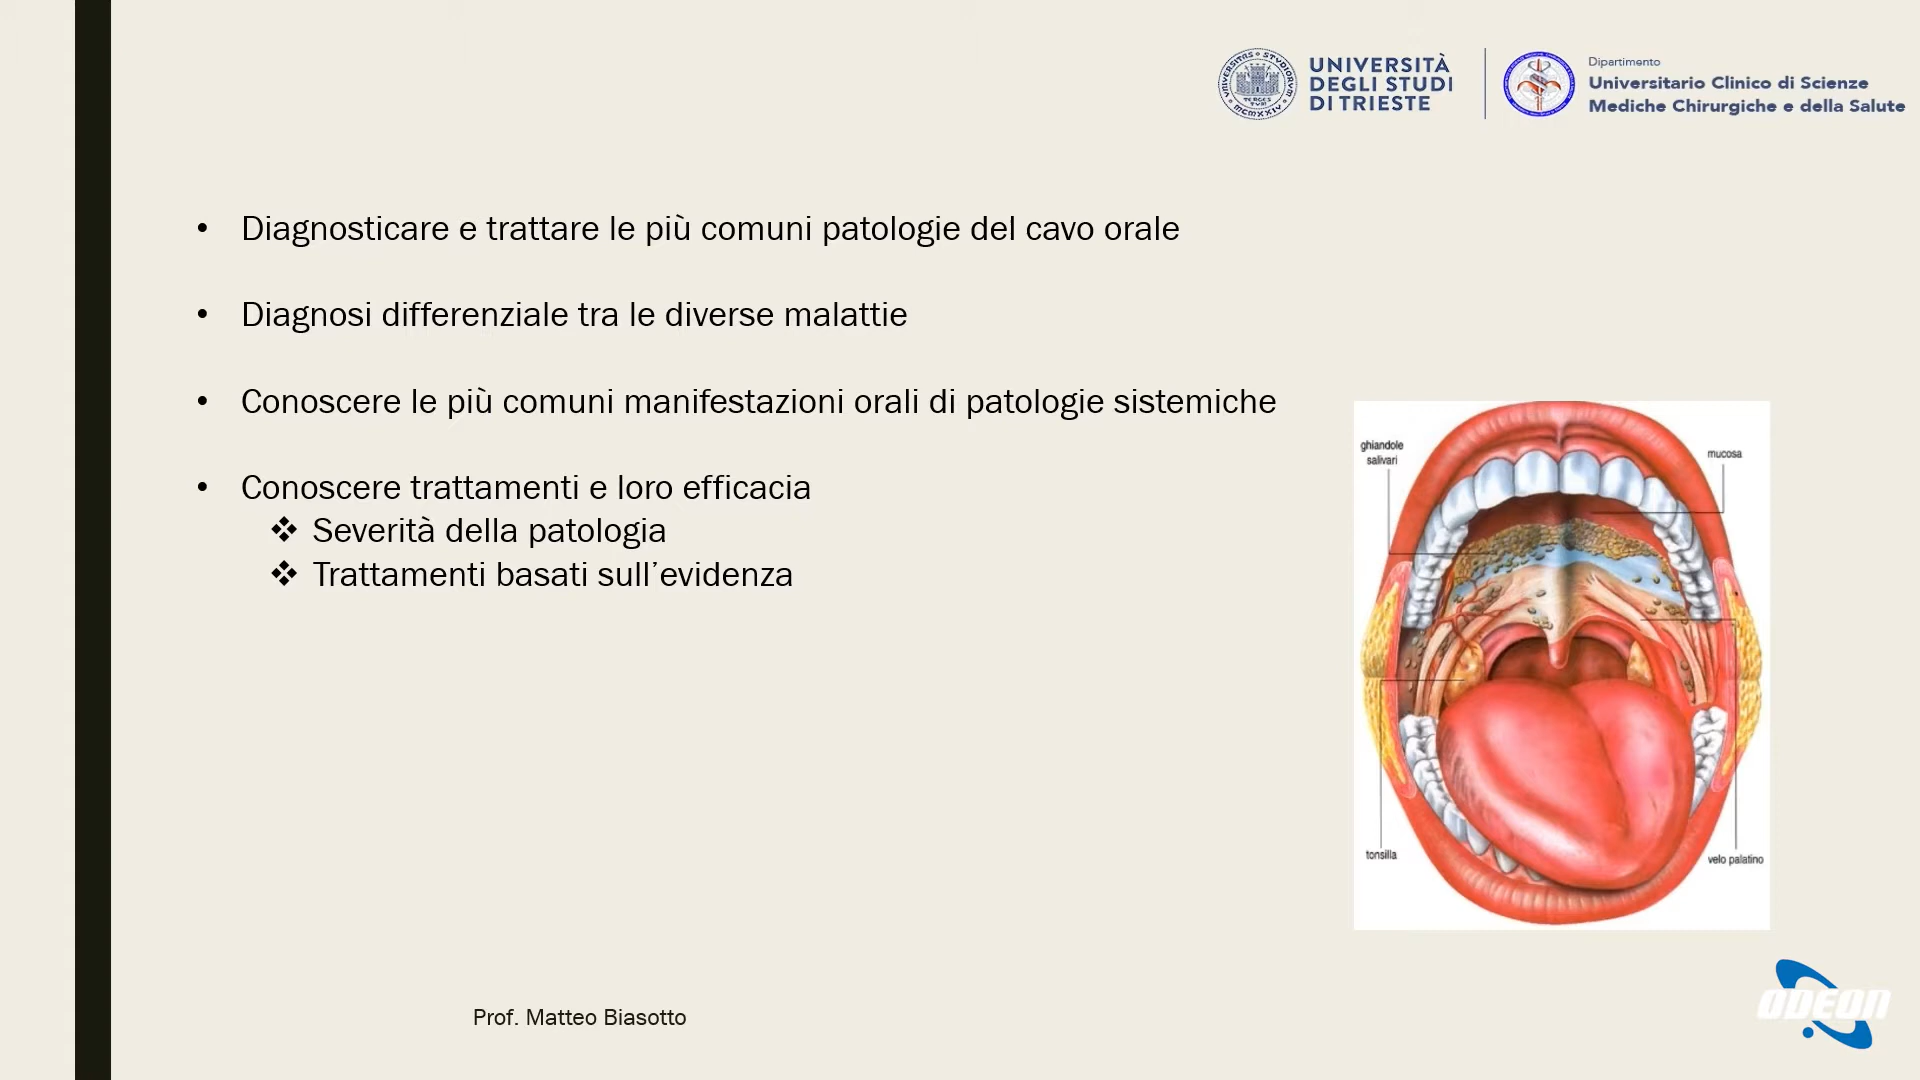 UNIVERSITÀ
DEGLI STUDI
DI TRIESTE
Dipartimento
Universitario Clinico di Scienze
Mediche Chirurgiche e della Salute
• Diagnosticare e trattare le più comuni patologie del cavo orale
• Diagnosi differenziale tra le diverse malattie
• Conoscere le più comuni manifestazioni orali di patologie sistemiche
• Conoscere trattamenti e loro efficacia
❖ Severità della patologia
❖ Trattamenti basati sull’evidenza
ghiandole
salivari
mucosa
tonsilla
velo palatino
Prof. Matteo Biasotto
ODEON